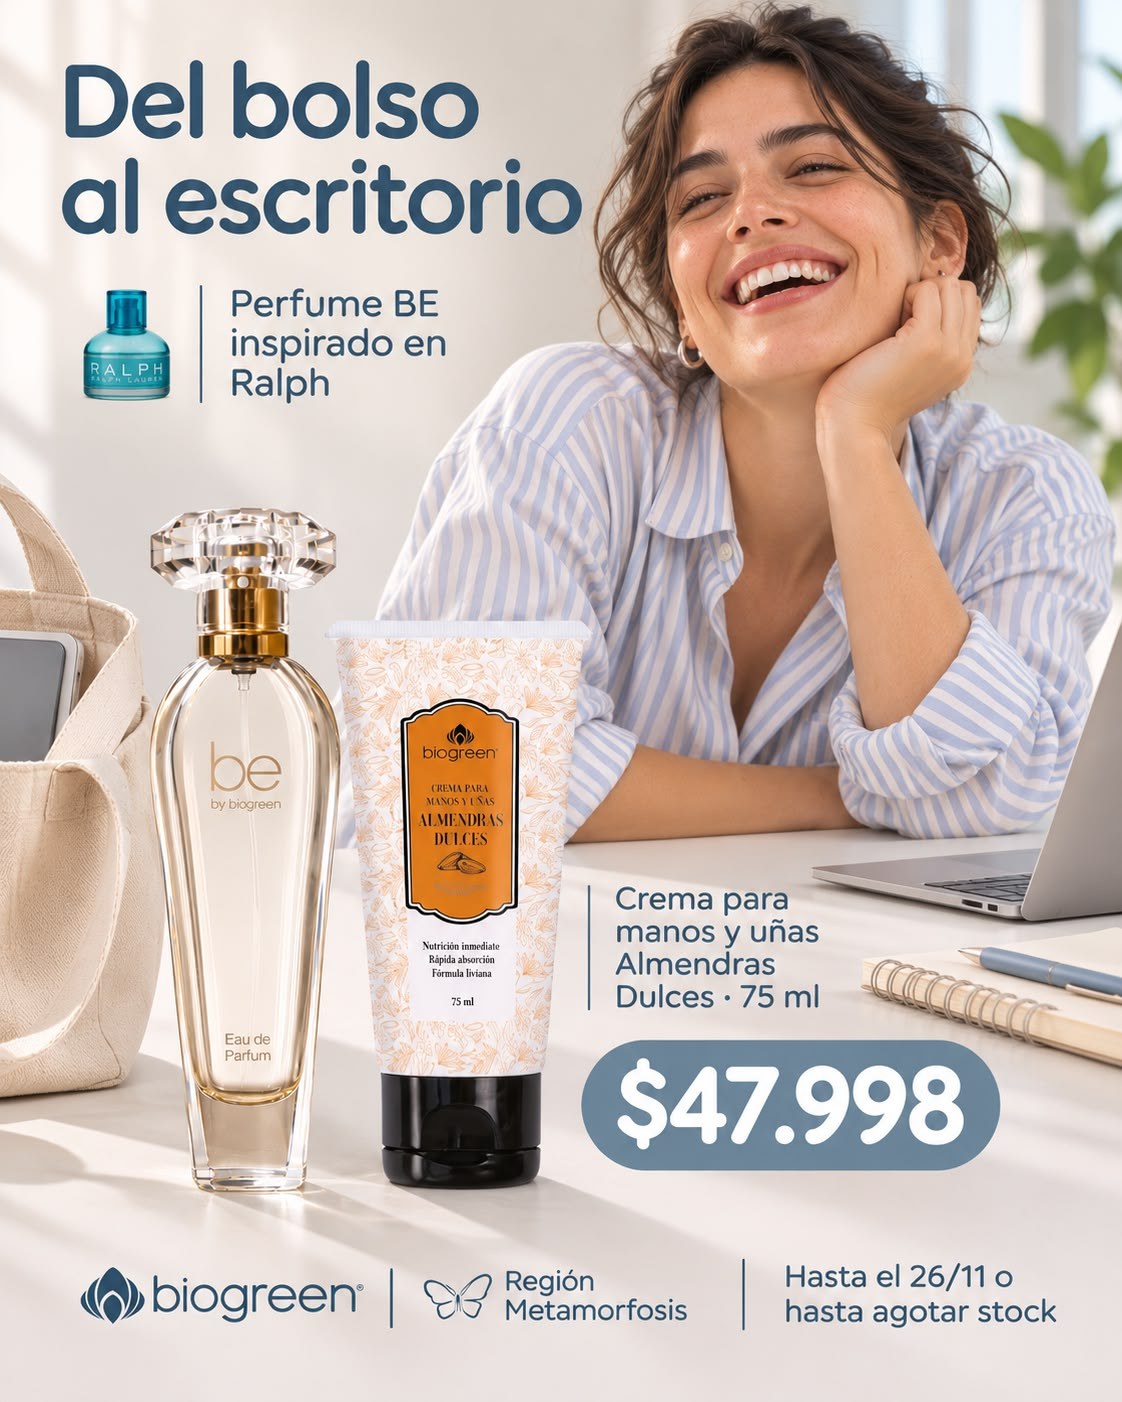 Del bolso
al escritorio
RALPH
RALPH LAUREN
Perfume BE
inspirado en
Ralph
be
by biogreen
Eau de
Parfum
biogreen
CREMA PARA
MANOS Y UÑAS
ALMENDRAS
DULCES
Nutrición inmediate
Rápida absorción
Fórmula liviana
75 ml
Crema para
manos y uñas
Almendras
Dulces · 75 ml
$47.998
biogreen®
Región
Metamorfosis
Hasta el 26/11 o
hasta agotar stock